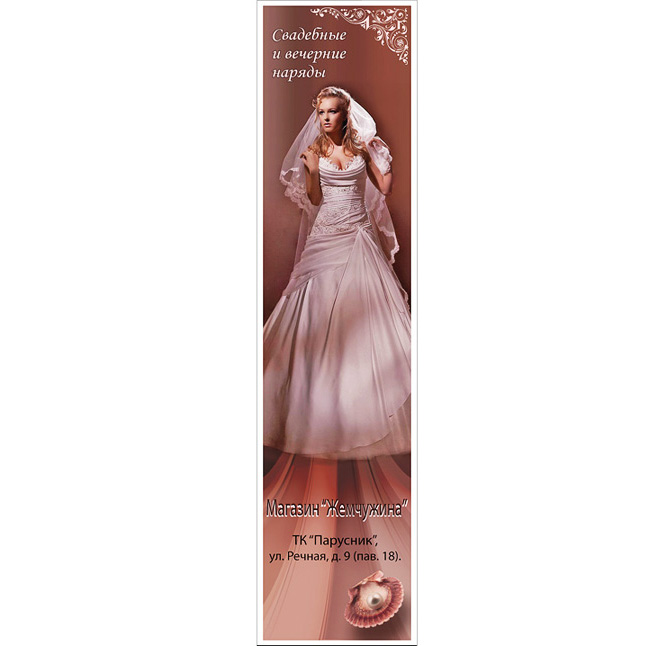 Свадебные
и вечерние
наряды
Магазин "Жемчужина"
ТК "Парусник",
ул. Речная, д. 9 (пав. 18).